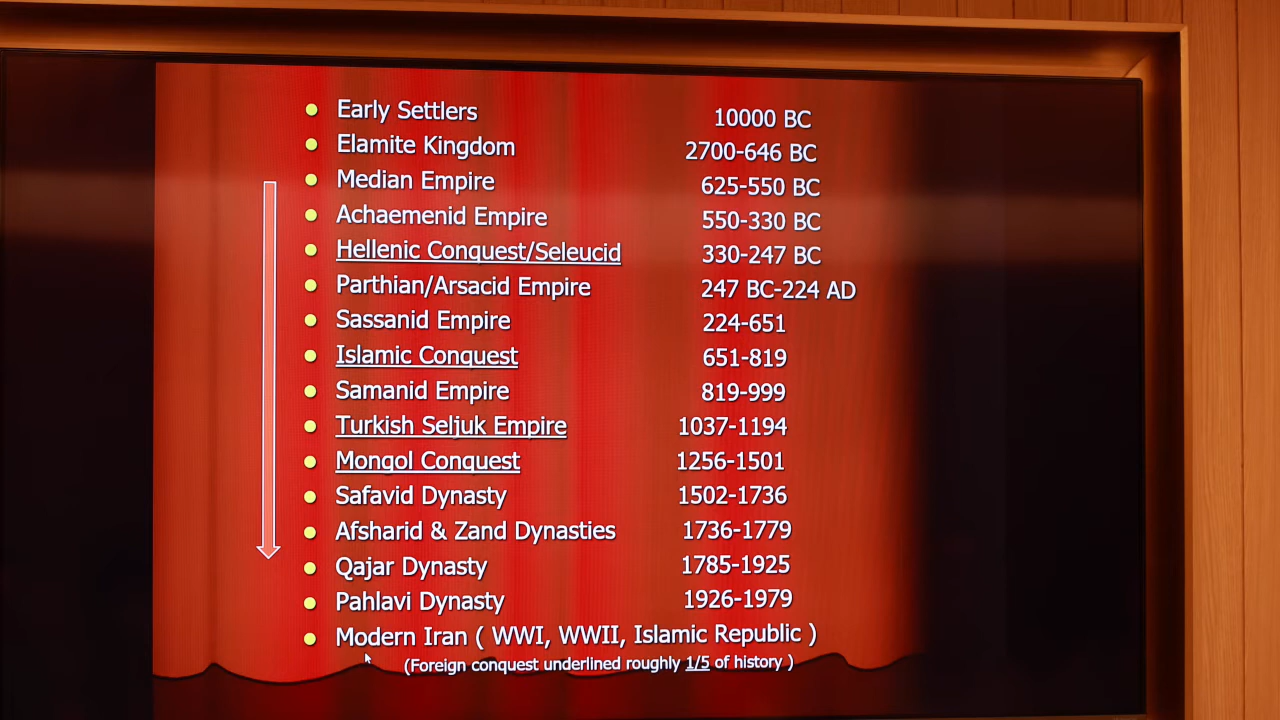 Early Settlers 10000 BC
Elamite Kingdom 2700-646 BC
Median Empire 625-550 BC
Achaemenid Empire 550-330 BC
Hellenic Conquest/Seleucid 330-247 BC
Parthian/Arsacid Empire 247 BC-224 AD
Sassanid Empire 224-651
Islamic Conquest 651-819
Samanid Empire 819-999
Turkish Seljuk Empire 1037-1194
Mongol Conquest 1256-1501
Safavid Dynasty 1502-1736
Afsharid & Zand Dynasties 1736-1779
Qajar Dynasty 1785-1925
Pahlavi Dynasty 1926-1979
Modern Iran ( WWI, WWII, Islamic Republic )
(Foreign conquest underlined roughly 1/5 of history )